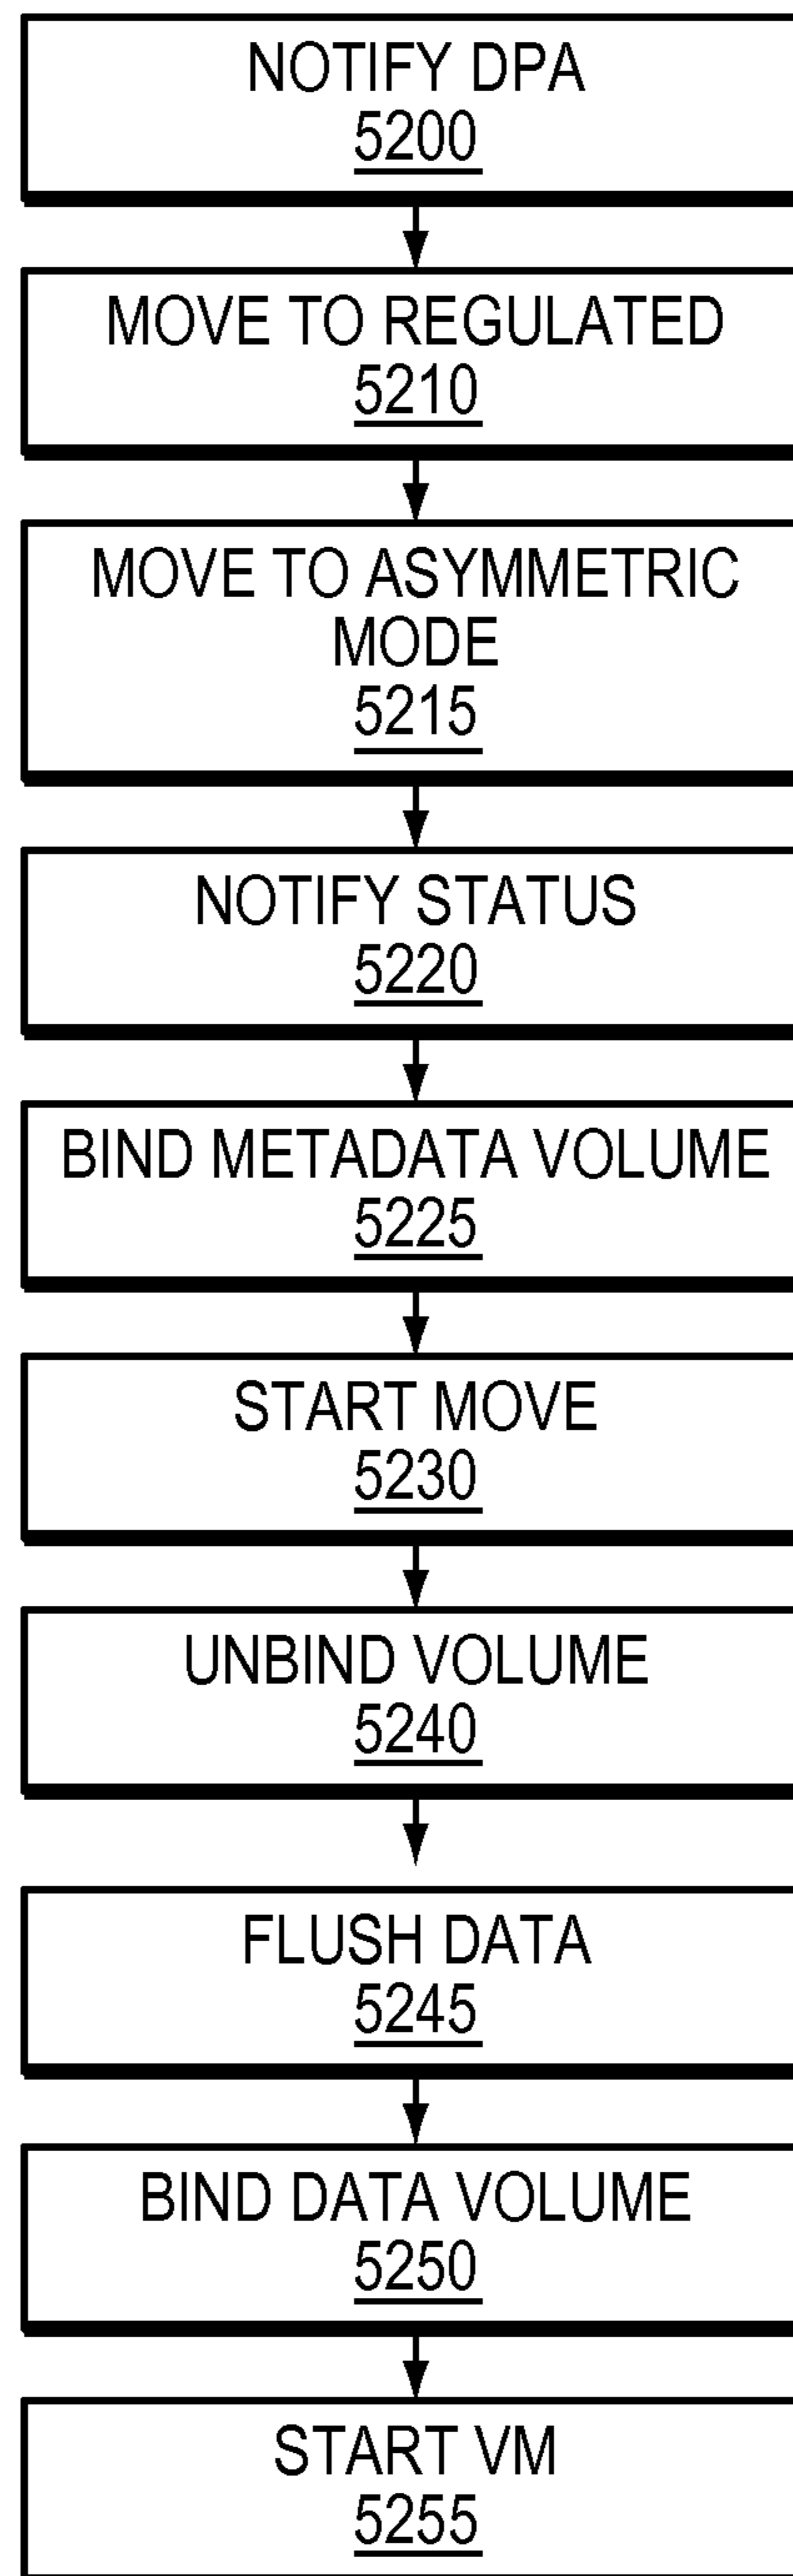 NOTIFY DPA
5200
MOVE TO REGULATED
5210
MOVE TO ASYMMETRIC
MODE
5215
NOTIFY STATUS
5220
BIND METADATA VOLUME
5225
START MOVE
5230
UNBIND VOLUME
5240
FLUSH DATA
5245
BIND DATA VOLUME
5250
START VM
5255